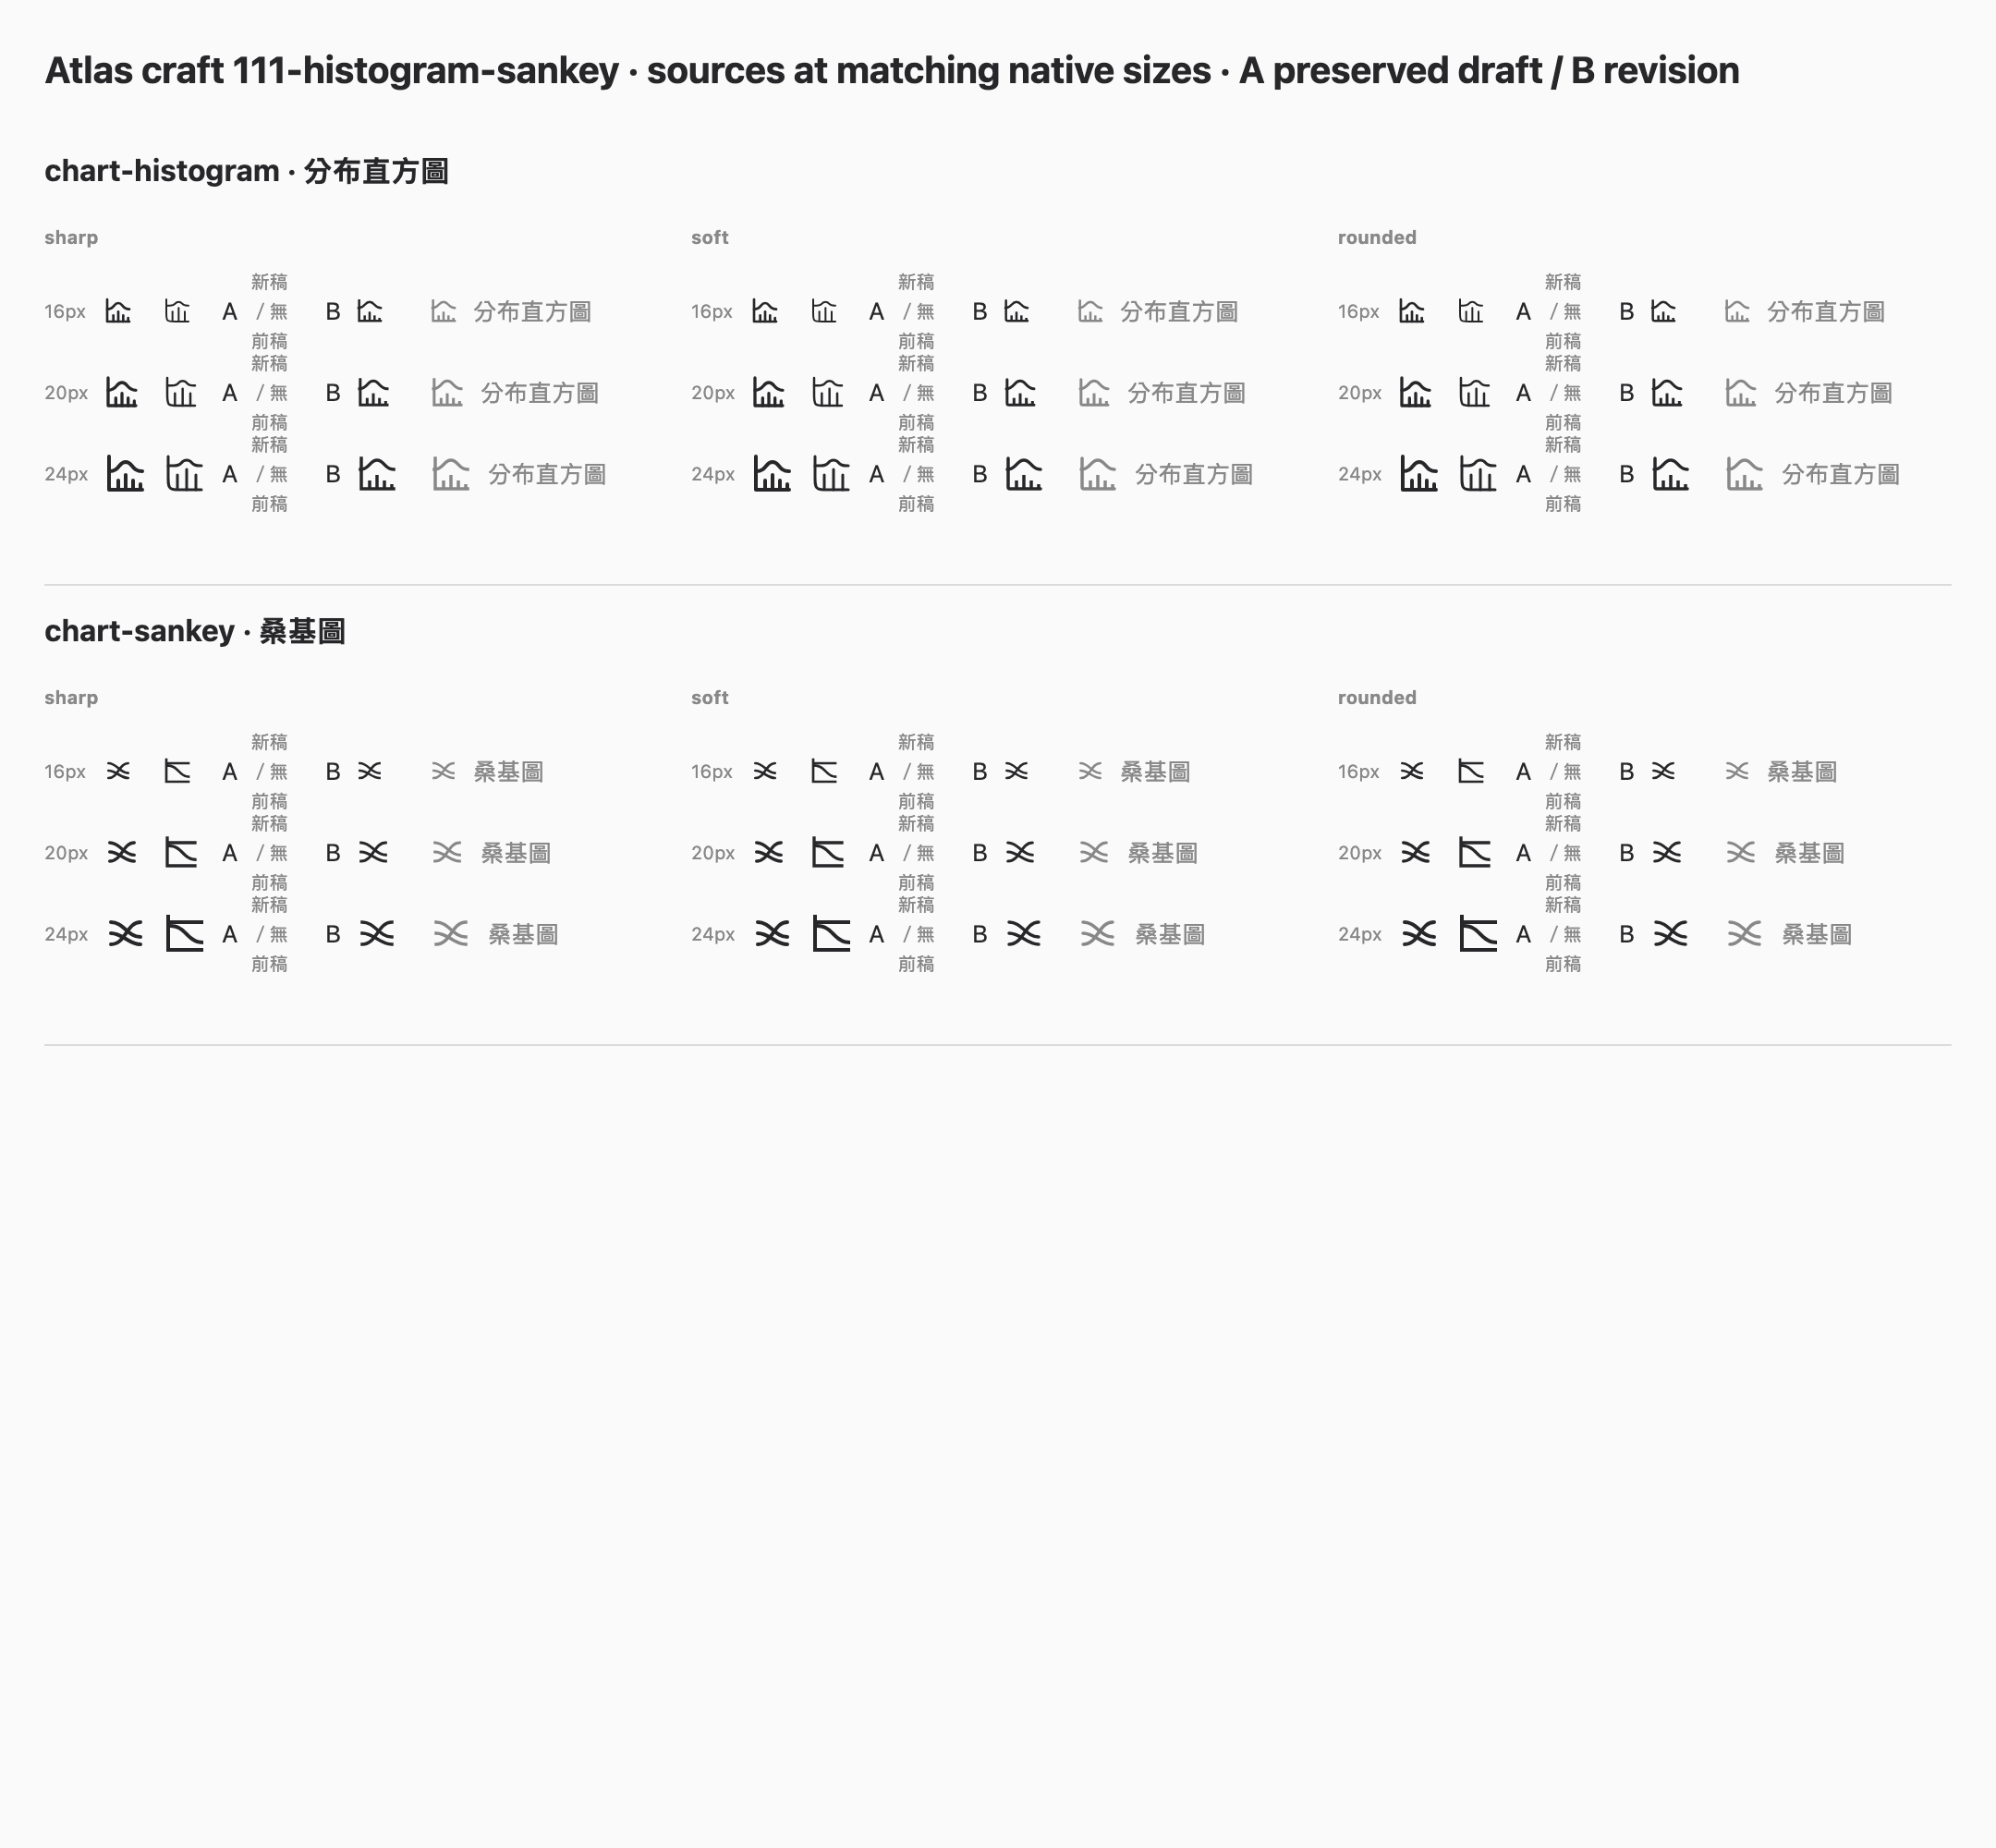 Atlas craft 111-histogram-sankey · sources at matching native sizes · A preserved draft / B revision
chart-histogram · 分布直方圖
sharp
soft
rounded
16px A 新稿 / 無前稿 B 分布直方圖
16px A 新稿 / 無前稿 B 分布直方圖
16px A 新稿 / 無前稿 B 分布直方圖
20px A 新稿 / 無前稿 B 分布直方圖
20px A 新稿 / 無前稿 B 分布直方圖
20px A 新稿 / 無前稿 B 分布直方圖
24px A 新稿 / 無前稿 B 分布直方圖
24px A 新稿 / 無前稿 B 分布直方圖
24px A 新稿 / 無前稿 B 分布直方圖
chart-sankey · 桑基圖
sharp
soft
rounded
16px A 新稿 / 無前稿 B 桑基圖
16px A 新稿 / 無前稿 B 桑基圖
16px A 新稿 / 無前稿 B 桑基圖
20px A 新稿 / 無前稿 B 桑基圖
20px A 新稿 / 無前稿 B 桑基圖
20px A 新稿 / 無前稿 B 桑基圖
24px A 新稿 / 無前稿 B 桑基圖
24px A 新稿 / 無前稿 B 桑基圖
24px A 新稿 / 無前稿 B 桑基圖